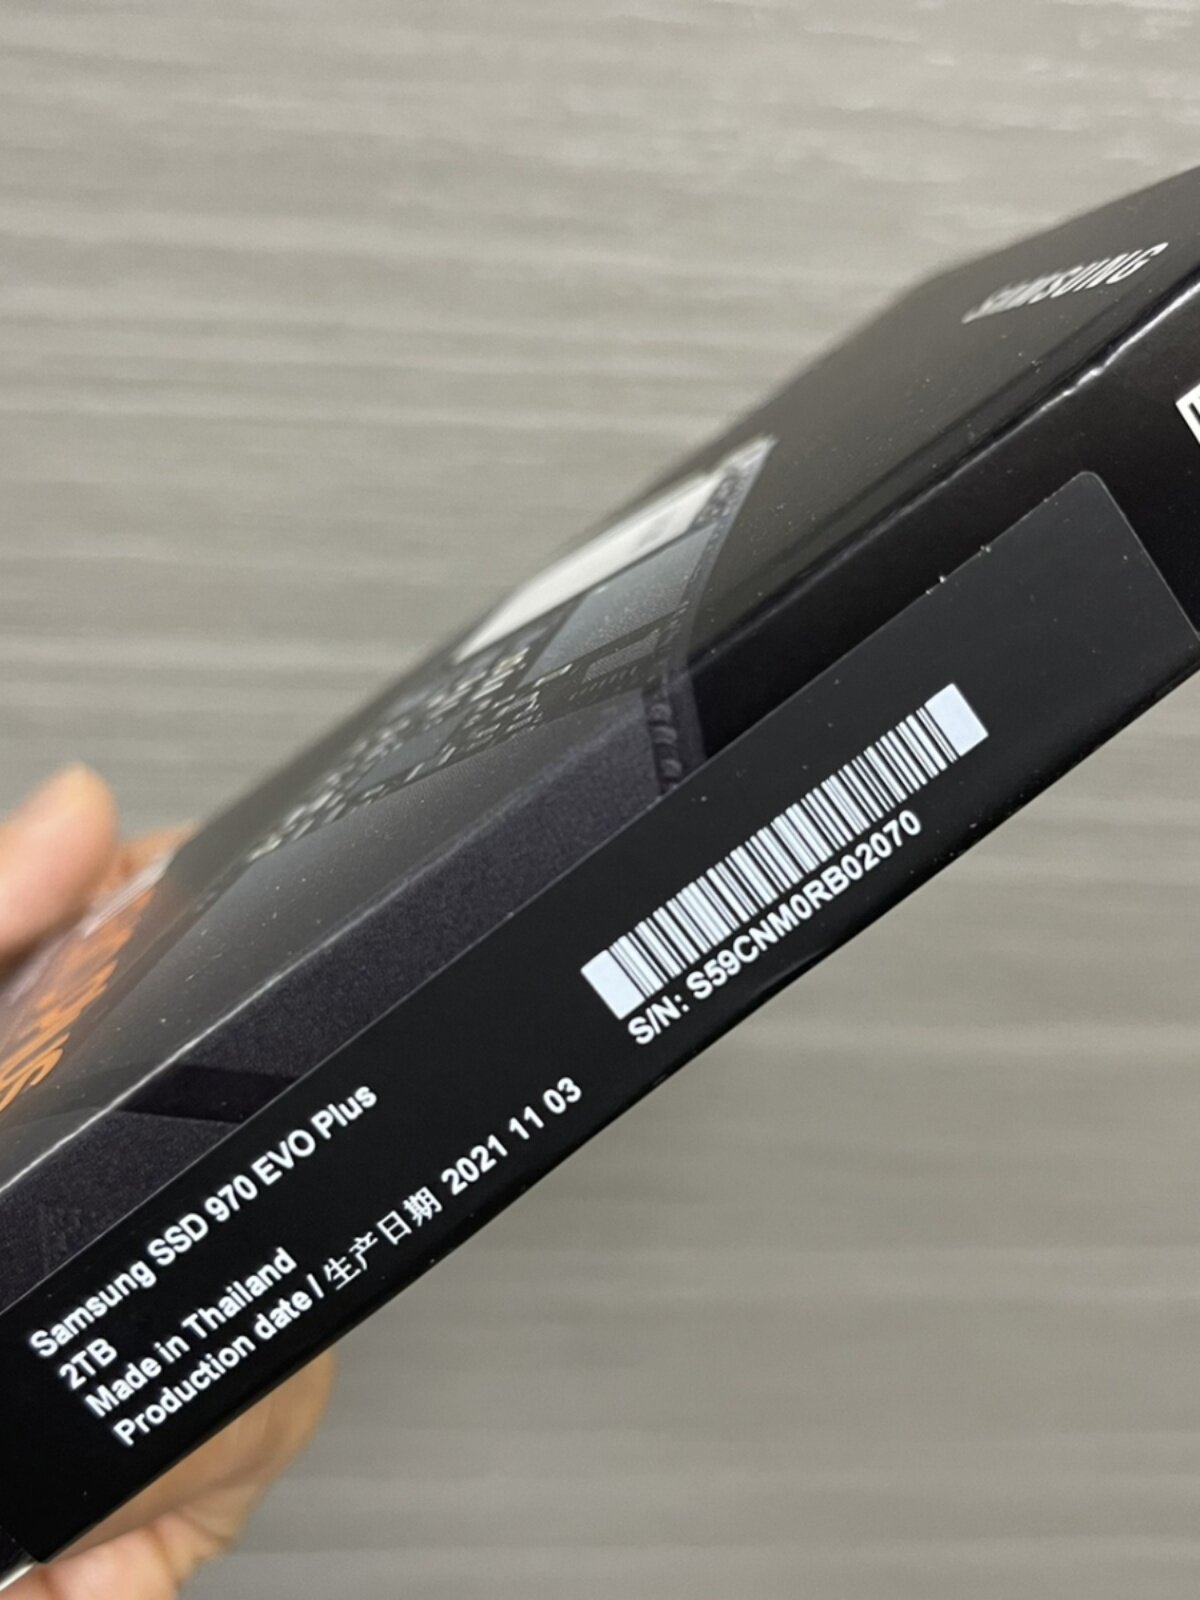 SAMSUNG
S/N: S59CNM0RB02070
Samsung SSD 970 EVO Plus
2TB
Made in Thailand
Production date / 生产日期 2021 11 03